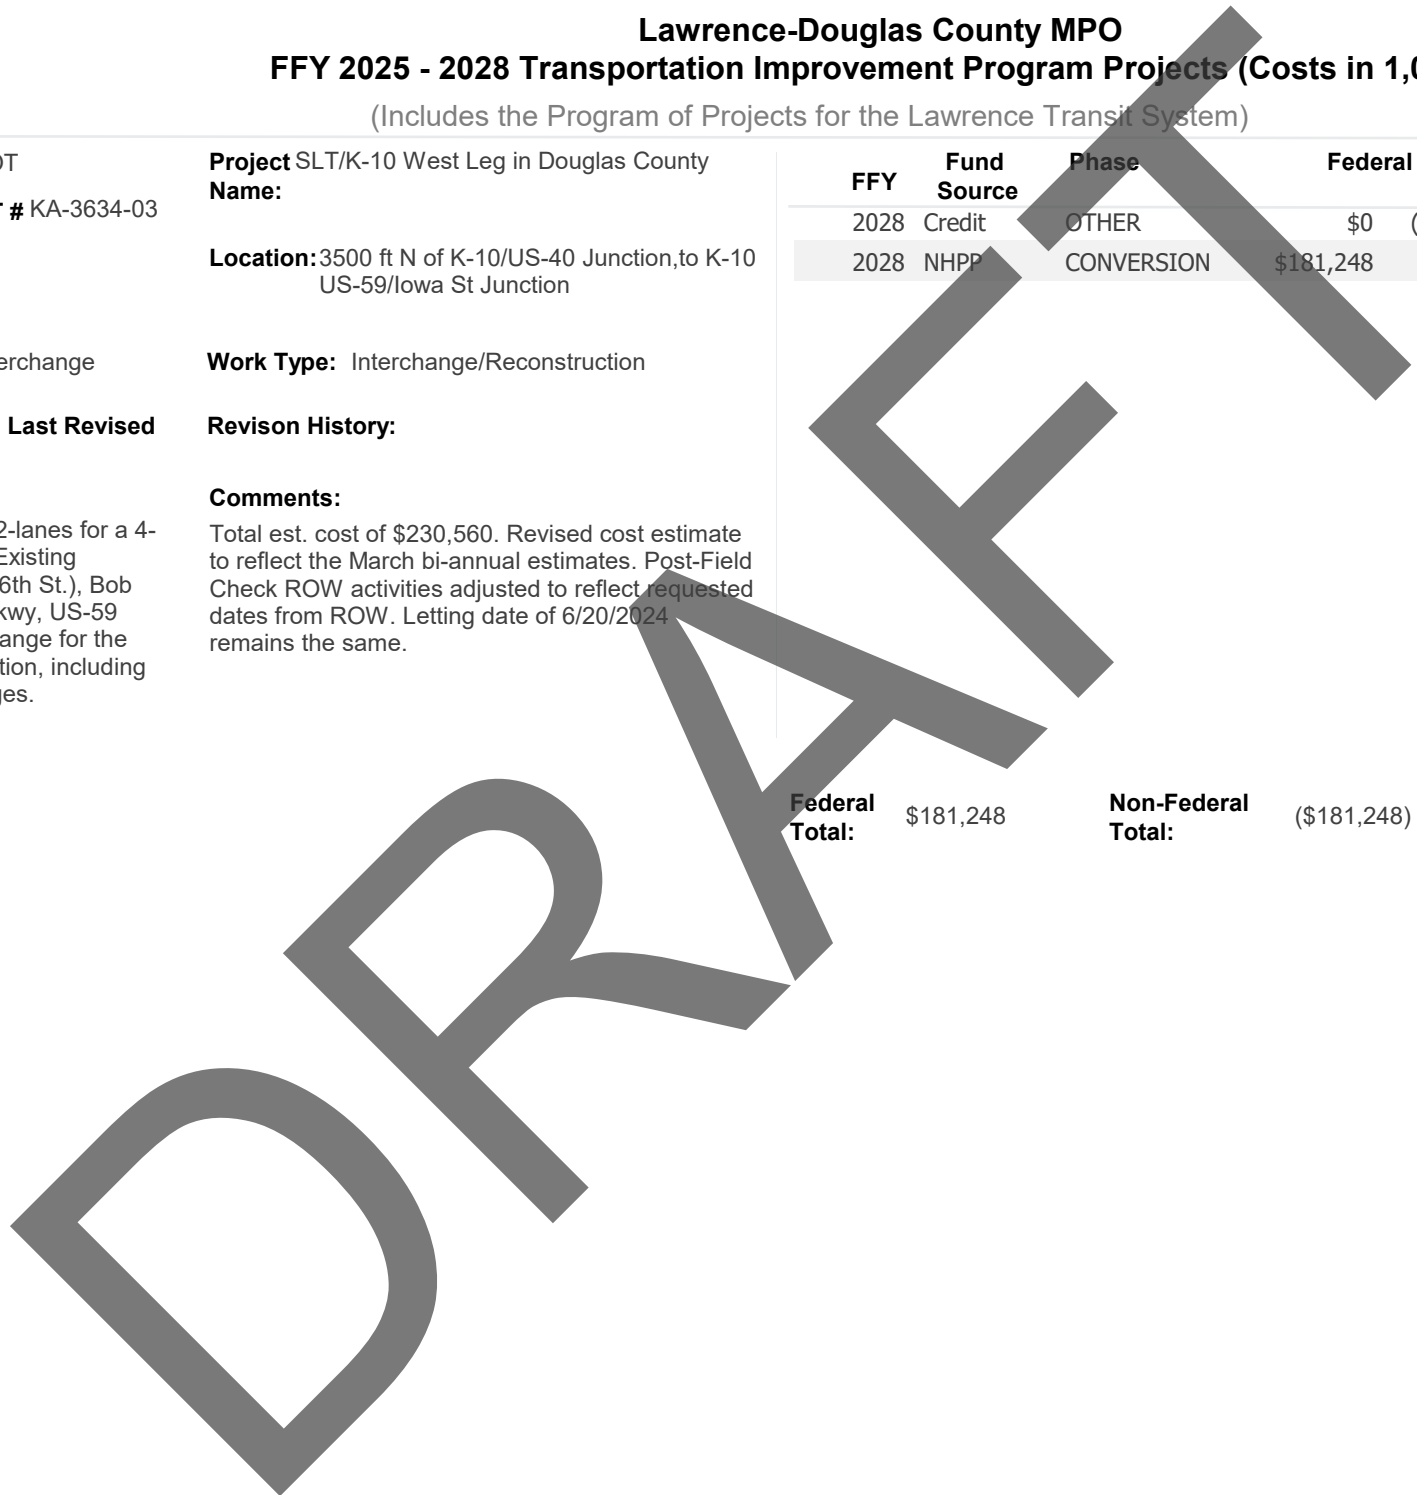 Lawrence-Douglas County MPO
FFY 2025 - 2028 Transportation Improvement Program Projects (Costs in 1,0
(Includes the Program of Projects for the Lawrence Transit System)
OT
T # KA-3634-03
erchange
Last Revised
2-lanes for a 4-
Existing
6th St.), Bob
kwy, US-59
ange for the
tion, including
ges.
Project SLT/K-10 West Leg in Douglas County
Name:
Location: 3500 ft N of K-10/US-40 Junction,to K-10
US-59/Iowa St Junction
Work Type: Interchange/Reconstruction
Revison History:
Comments:
Total est. cost of $230,560. Revised cost estimate
to reflect the March bi-annual estimates. Post-Field
Check ROW activities adjusted to reflect requested
dates from ROW. Letting date of 6/20/2024
remains the same.
FFY Fund Source Phase Federal
2028 Credit OTHER $0 (
2028 NHPP CONVERSION $181,248
Federal Total: $181,248 Non-Federal Total: ($181,248)
DRAFT